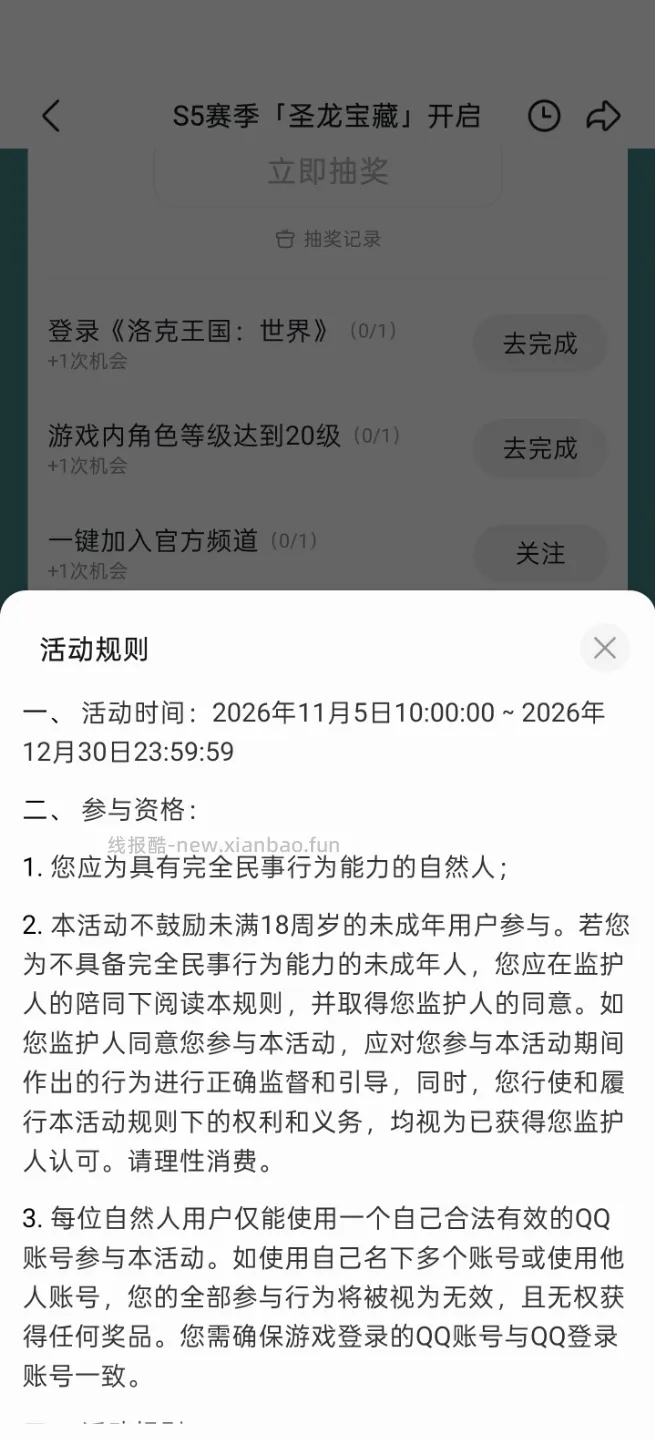 S5赛季「圣龙宝藏」开启
立即抽奖
抽奖记录
登录《洛克王国：世界》（0/1）
+1次机会
去完成
游戏内角色等级达到20级（0/1）
+1次机会
去完成
一键加入官方频道（0/1）
+1次机会
关注
活动规则
一、 活动时间：2026年11月5日10:00:00 ~ 2026年
12月30日23:59:59
二、 参与资格：
线报酷-new.xianbao.fun
1. 您应为具有完全民事行为能力的自然人；
2. 本活动不鼓励未满18周岁的未成年用户参与。若您
为不具备完全民事行为能力的未成年人，您应在监护
人的陪同下阅读本规则，并取得您监护人的同意。如
您监护人同意您参与本活动，应对您参与本活动期间
作出的行为进行正确监督和引导，同时，您行使和履
行本活动规则下的权利和义务，均视为已获得您监护
人认可。请理性消费。
3. 每位自然人用户仅能使用一个自己合法有效的QQ
账号参与本活动。如使用自己名下多个账号或使用他
人账号，您的全部参与行为将被视为无效，且无权获
得任何奖品。您需确保游戏登录的QQ账号与QQ登录
账号一致。